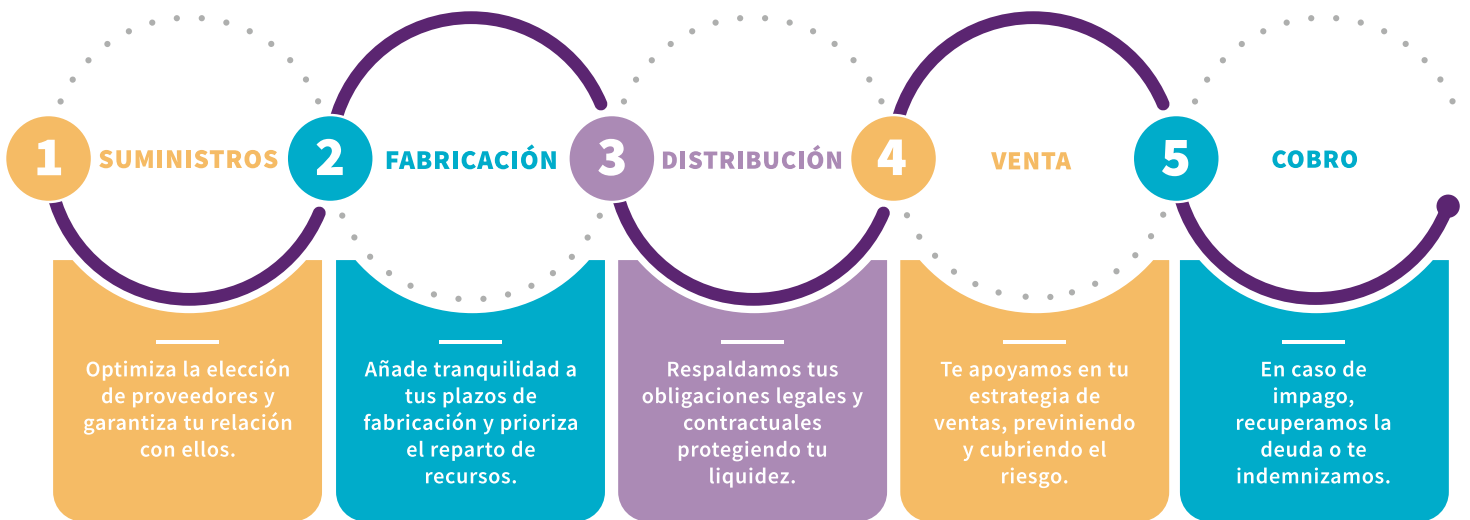 1 SUMINISTROS
2 FABRICACIÓN
3 DISTRIBUCIÓN
4 VENTA
5 COBRO
Optimiza la elección
de proveedores y
garantiza tu relación
con ellos.
Añade tranquilidad a
tus plazos de
fabricación y prioriza
el reparto de
recursos.
Respaldamos tus
obligaciones legales y
contractuales
protegiendo tu
liquidez.
Te apoyamos en tu
estrategia de
ventas, previniendo
y cubriendo el
riesgo.
En caso de
impago,
recuperamos la
deuda o te
indemnizamos.